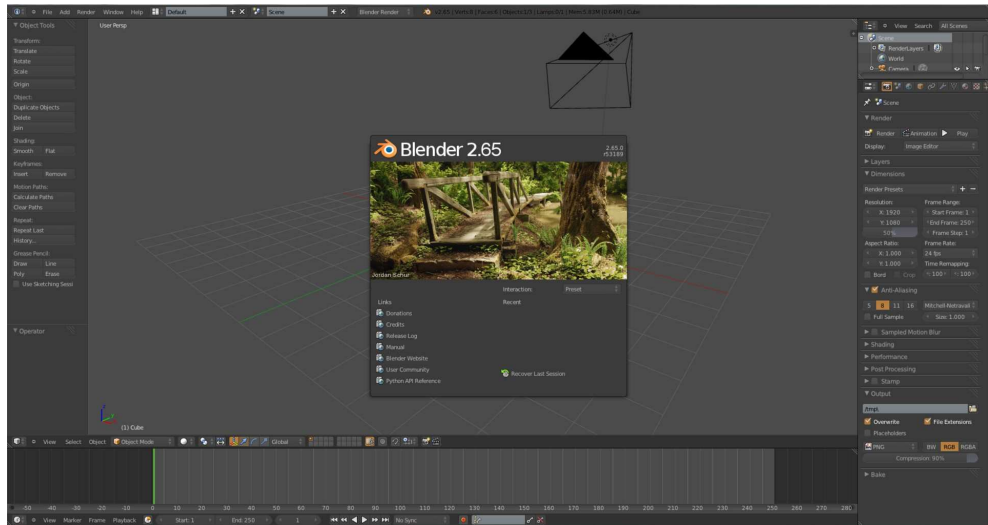 File Add Render Window Help Default Scene Blender Render
Object Tools
User Persp
Transform:
Translate
Rotate
Scale
Origin
Object:
Duplicate Objects
Delete
Join
Shading:
Smooth Flat
Keyframes:
Insert Remove
Motion Paths:
Calculate Paths
Clear Paths
Repeat:
Repeat Last
History...
Grease Pencil:
Draw Line
Poly Erase
Use Sketching Sessi
Operator
Blender 2.65
2.65.0
r53189
Interaction: Preset
Links Recent
Donations
Credits
Release Log
Manual
Blender Website
User Community
Python API Reference
Recover Last Session
(1) Cube
View Select Object Object Mode Global
View Search All Scenes
Scene
RenderLayers
World
Camera
Scene
Render
Render Animation Play
Display: Image Editor
Layers
Dimensions
Render Presets
Resolution: Frame Range:
X: 1920 Start Frame: 1
Y: 1080 End Frame: 250
50% Frame Step: 1
Aspect Ratio: Frame Rate:
X: 1.000 24 fps
Y: 1.000 Time Remapping:
Bord Crop : 100 : 100
Anti-Aliasing
5 8 11 16 Mitchell-Netravali
Full Sample Size: 1.000
Sampled Motion Blur
Shading
Performance
Post Processing
Stamp
Output
/tmp\
Overwrite File Extensions
Placeholders
PNG BW RGB RGBA
Compression: 90%
Bake
-50 -40 -30 -20 -10 0 10 20 30 40 50 60 70 80 90 100 110 120 130 140 150 160 170 180 190 200 210 220 230 240 250 260 270 280
View Marker Frame Playback Start: 1 End: 250 1 No Sync